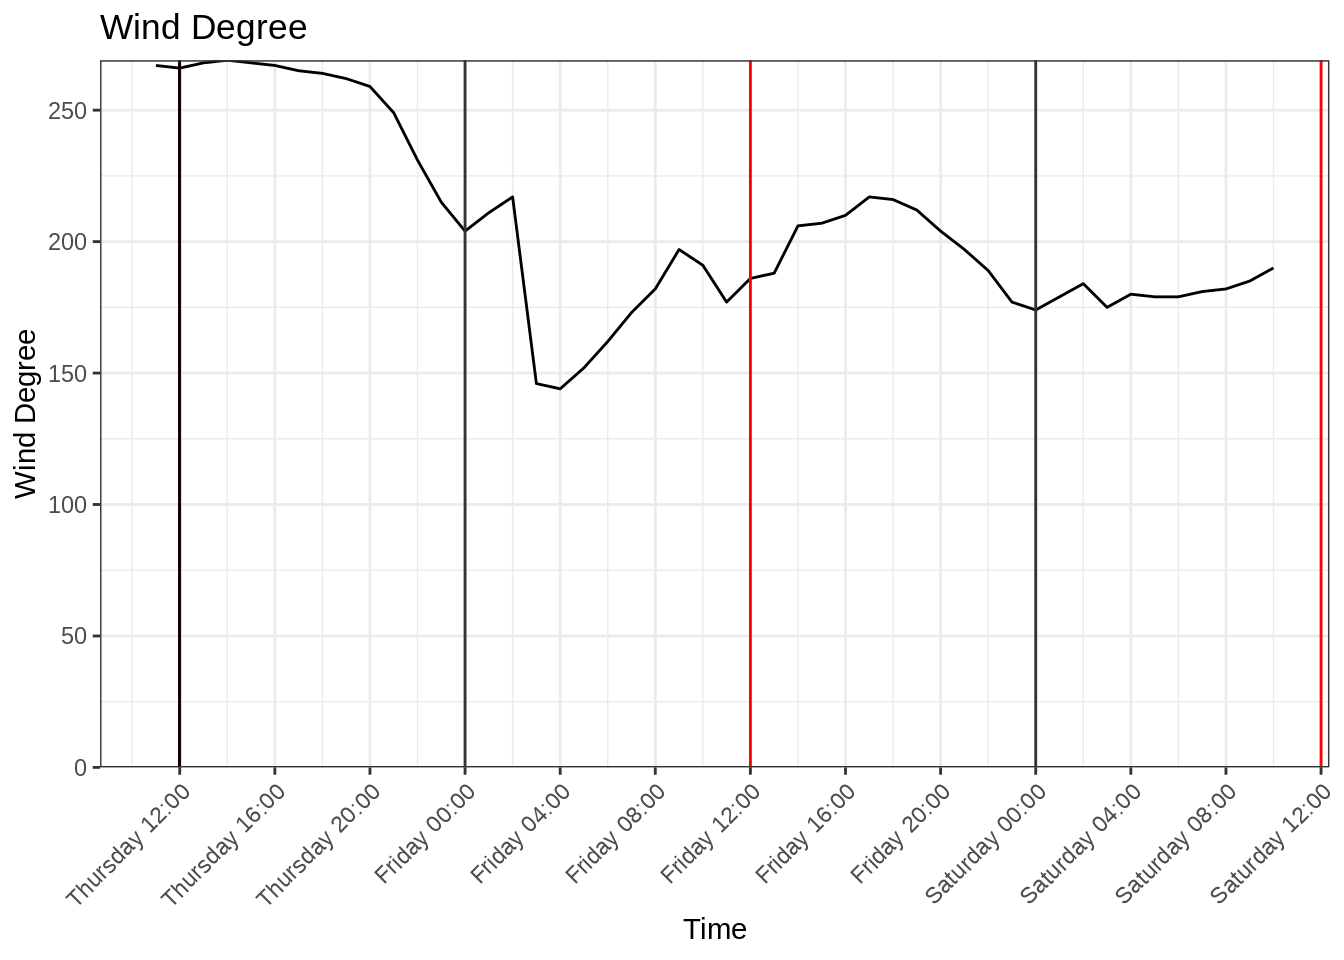 Wind Degree
Wind Degree
250
200
150
100
50
0
Thursday 12:00
Thursday 16:00
Thursday 20:00
Friday 00:00
Friday 04:00
Friday 08:00
Friday 12:00
Friday 16:00
Friday 20:00
Saturday 00:00
Saturday 04:00
Saturday 08:00
Saturday 12:00
Time